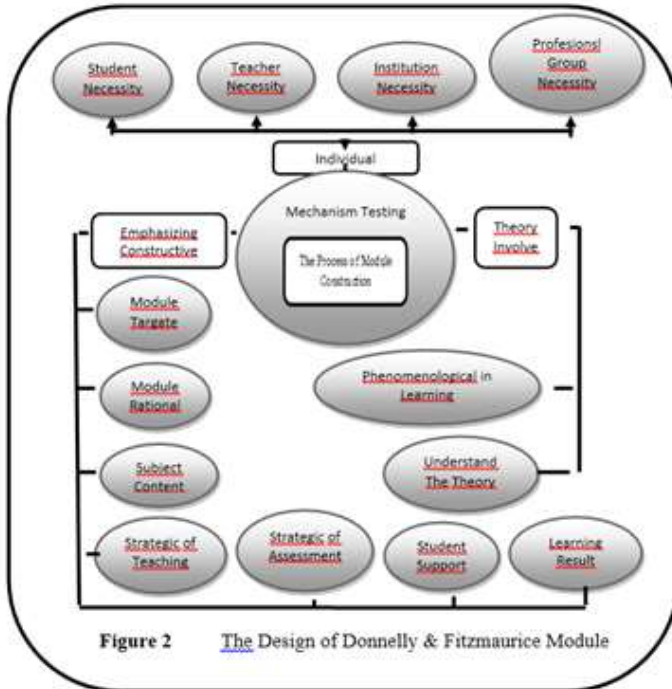 Student
Necessity
Teacher
Necessity
Institution
Necessity
Profesionsl
Group
Necessity
Individual
Mechanism Testing
The Process of Module
Construction
Emphasizing
Constructive
Theory
Involve
Module
Targate
Module
Rational
Subject
Content
Strategic of
Teaching
Phenomenological in
Learning
Understand
The Theory
Strategic of
Assessment
Student
Support
Learning
Result
Figure 2 The Design of Donnelly & Fitzmaurice Module